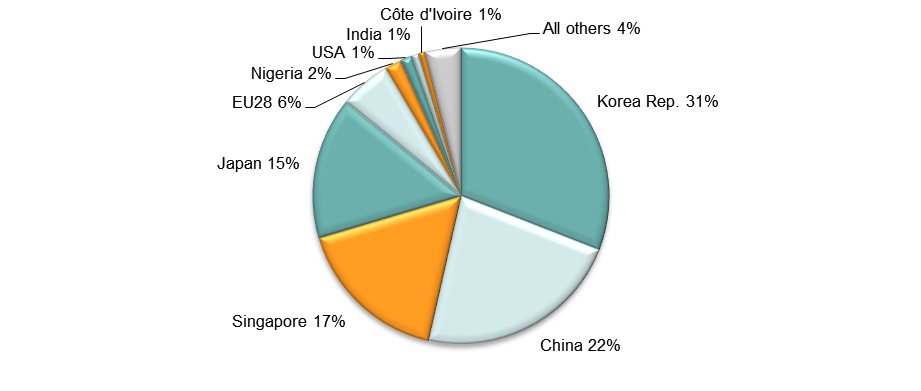 Côte d'Ivoire 1%
All others 4%
India 1%
USA 1%
Nigeria 2%
EU28 6%
Korea Rep. 31%
Japan 15%
Singapore 17%
China 22%